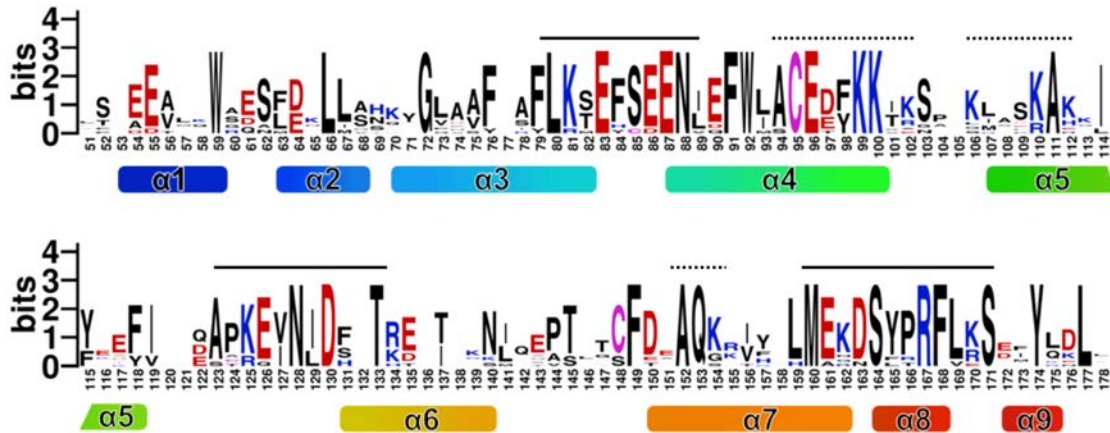 4
3
2
1
0
bits
S E E A W A E S F D L L A H K Y G L A A F A F L K S E F S E E N I E F W L A C E D F K K I K S P K L A S K A K I
51 52 53 54 55 56 57 58 59 60 61 62 63 64 65 66 67 68 69 70 71 72 73 74 75 76 77 78 79 80 81 82 83 84 85 86 87 88 89 90 91 92 93 94 95 96 97 98 99 100 101 102 103 104 105 106 107 108 109 110 111 112 113 114
α1 α2 α3 α4 α5
4
3
2
1
0
bits
Y E F I Q A P K E V N I D F T R E T N I Q E P T T C F D A Q K R I Y L M E K D S Y P R F L K S E Y L D L
115 116 117 118 119 120 121 122 123 124 125 126 127 128 129 130 131 132 133 134 135 136 137 138 139 140 141 142 143 144 145 146 147 148 149 150 151 152 153 154 155 156 157 158 159 160 161 162 163 164 165 166 167 168 169 170 171 172 173 174 175 176 177 178
α5 α6 α7 α8 α9